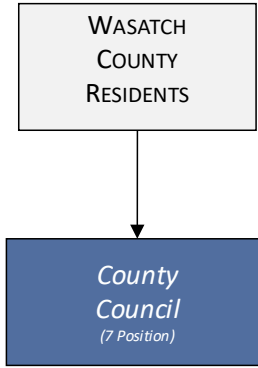 WASATCH
COUNTY
RESIDENTS
County
Council
(7 Position)